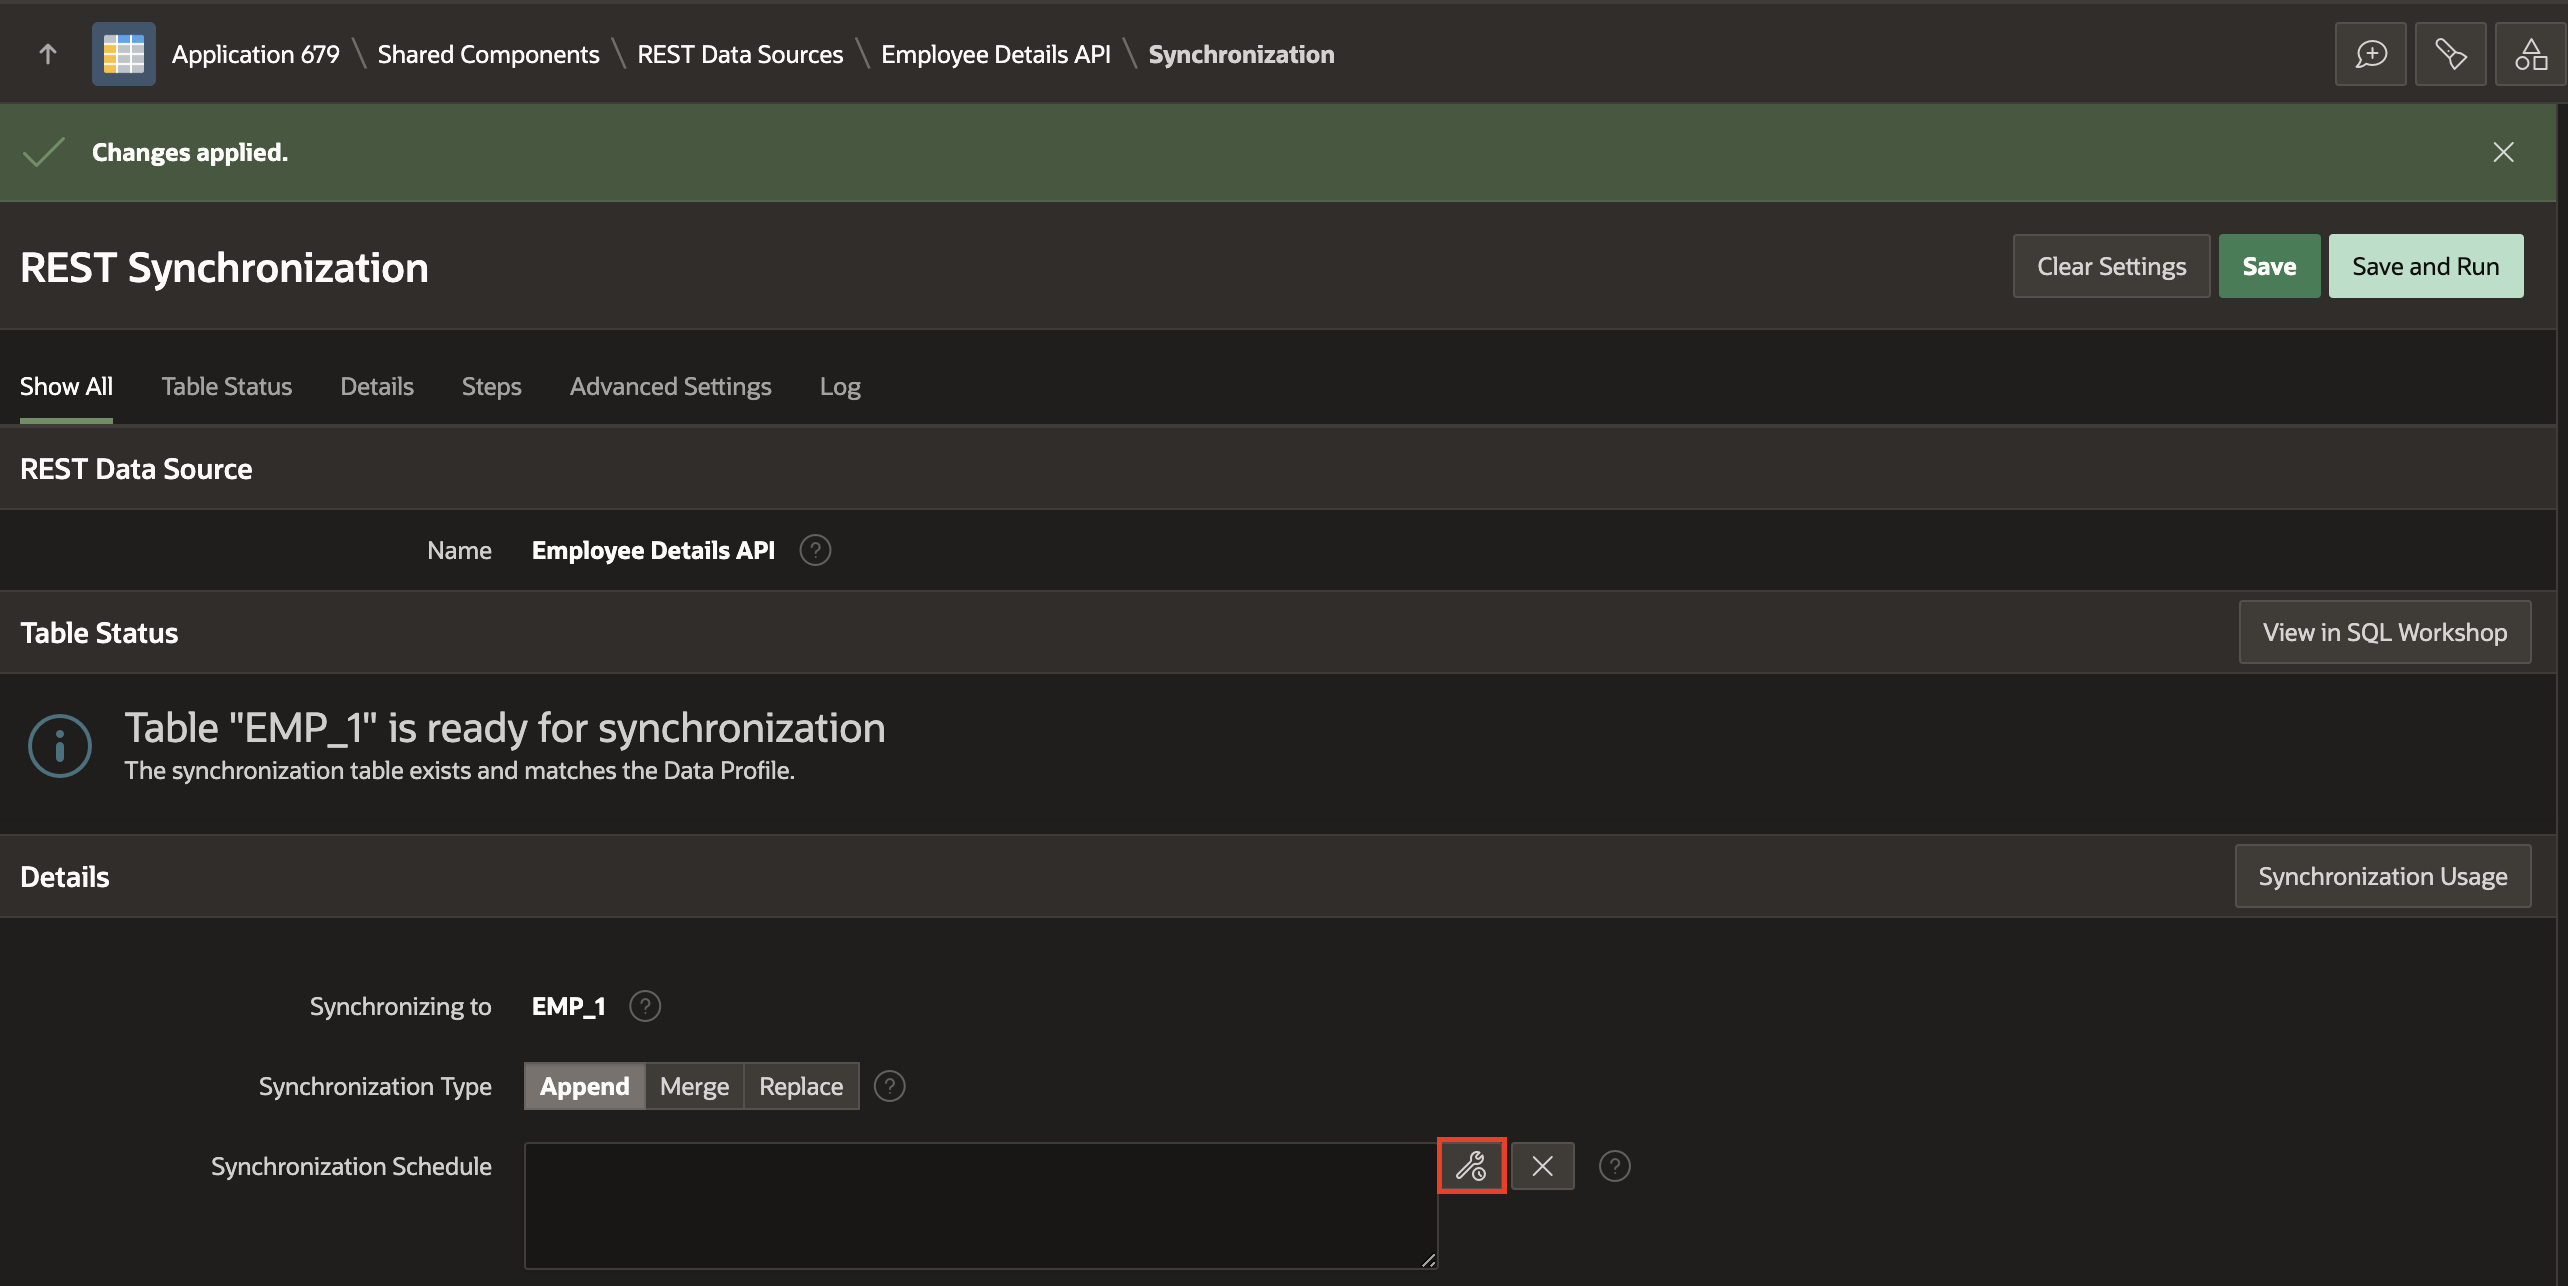 Application 679 \ Shared Components \ REST Data Sources \ Employee Details API \ Synchronization
Changes applied.
REST Synchronization
Clear Settings
Save
Save and Run
Show All
Table Status
Details
Steps
Advanced Settings
Log
REST Data Source
Name
Employee Details API
Table Status
View in SQL Workshop
Table "EMP_1" is ready for synchronization
The synchronization table exists and matches the Data Profile.
Details
Synchronization Usage
Synchronizing to
EMP_1
Synchronization Type
Append
Merge
Replace
Synchronization Schedule